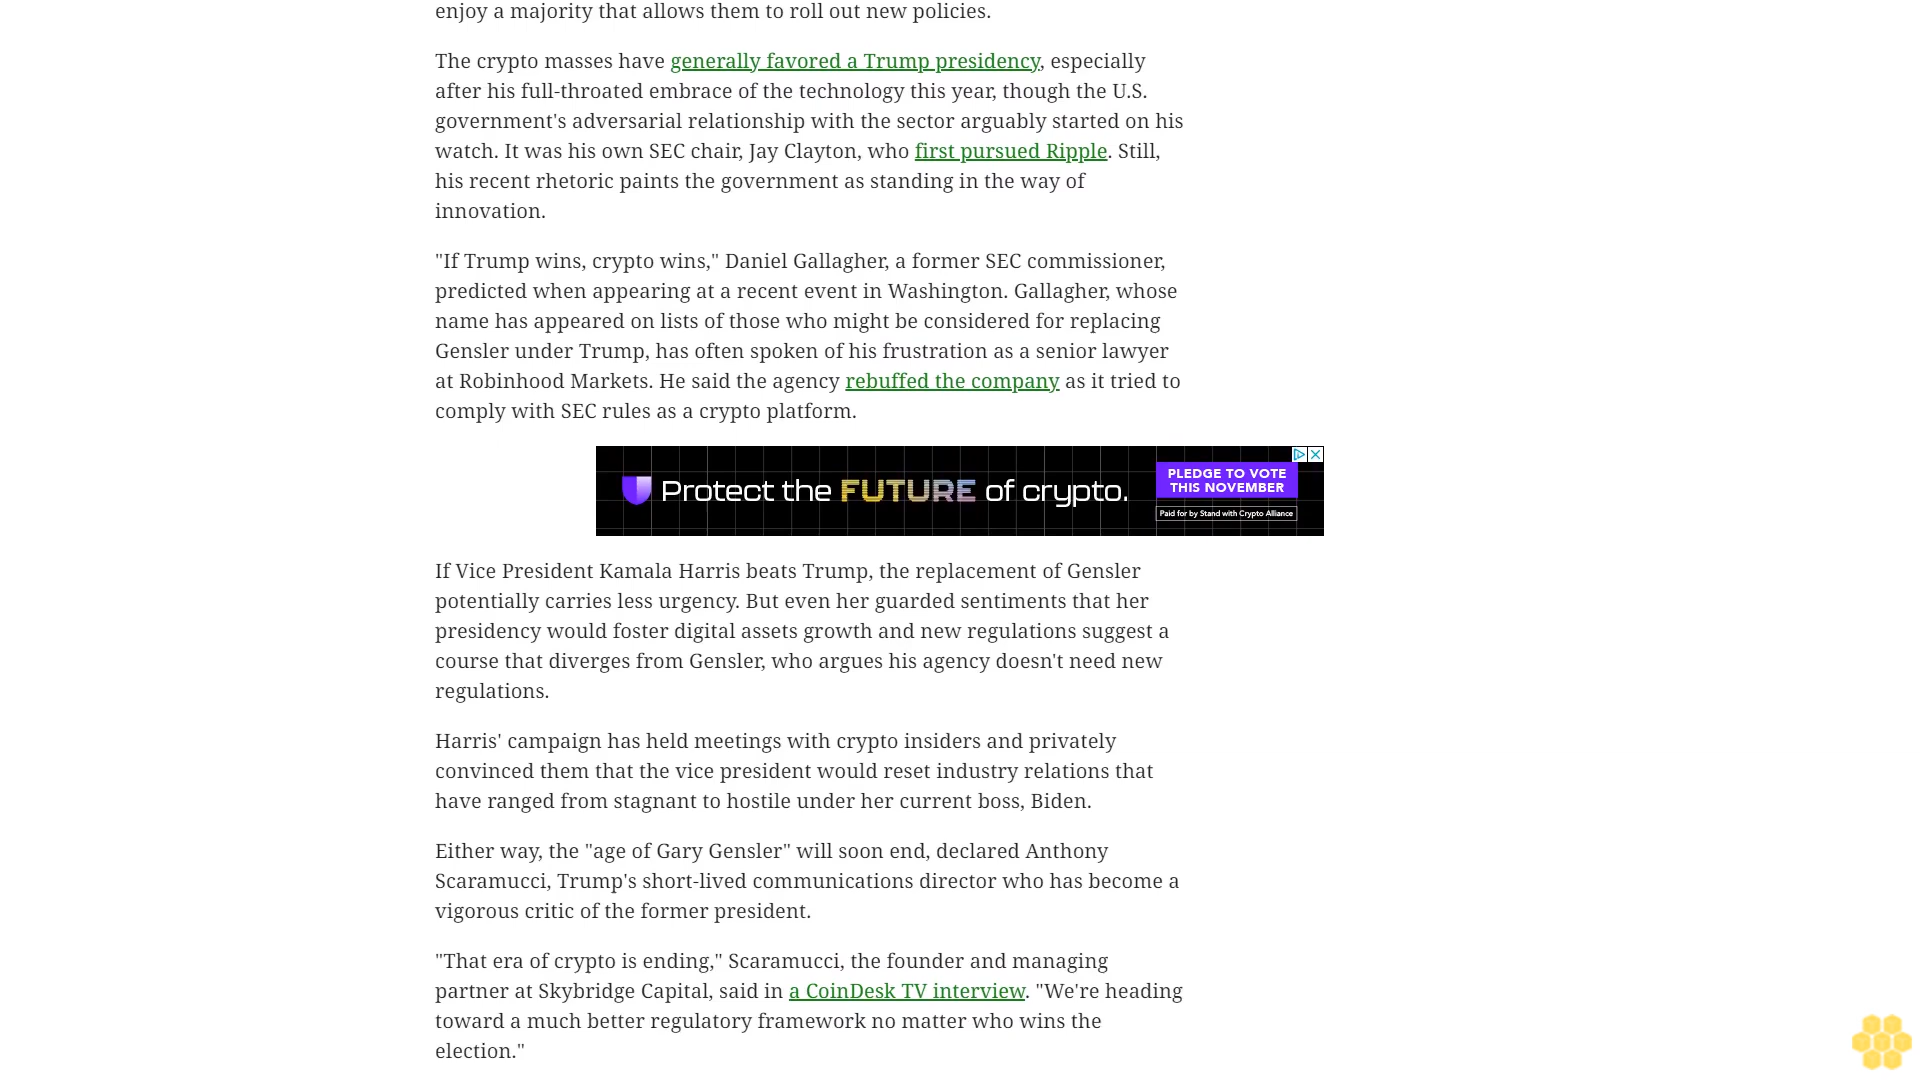 enjoy a majority that allows them to roll out new policies.
The crypto masses have generally favored a Trump presidency, especially
after his full-throated embrace of the technology this year, though the U.S.
government's adversarial relationship with the sector arguably started on his
watch. It was his own SEC chair, Jay Clayton, who first pursued Ripple. Still,
his recent rhetoric paints the government as standing in the way of
innovation.
"If Trump wins, crypto wins," Daniel Gallagher, a former SEC commissioner,
predicted when appearing at a recent event in Washington. Gallagher, whose
name has appeared on lists of those who might be considered for replacing
Gensler under Trump, has often spoken of his frustration as a senior lawyer
at Robinhood Markets. He said the agency rebuffed the company as it tried to
comply with SEC rules as a crypto platform.
Protect the FUTURE of crypto.
PLEDGE TO VOTE
THIS NOVEMBER
Paid for by Stand with Crypto Alliance
If Vice President Kamala Harris beats Trump, the replacement of Gensler
potentially carries less urgency. But even her guarded sentiments that her
presidency would foster digital assets growth and new regulations suggest a
course that diverges from Gensler, who argues his agency doesn't need new
regulations.
Harris' campaign has held meetings with crypto insiders and privately
convinced them that the vice president would reset industry relations that
have ranged from stagnant to hostile under her current boss, Biden.
Either way, the "age of Gary Gensler" will soon end, declared Anthony
Scaramucci, Trump's short-lived communications director who has become a
vigorous critic of the former president.
"That era of crypto is ending," Scaramucci, the founder and managing
partner at Skybridge Capital, said in a CoinDesk TV interview. "We're heading
toward a much better regulatory framework no matter who wins the
election."